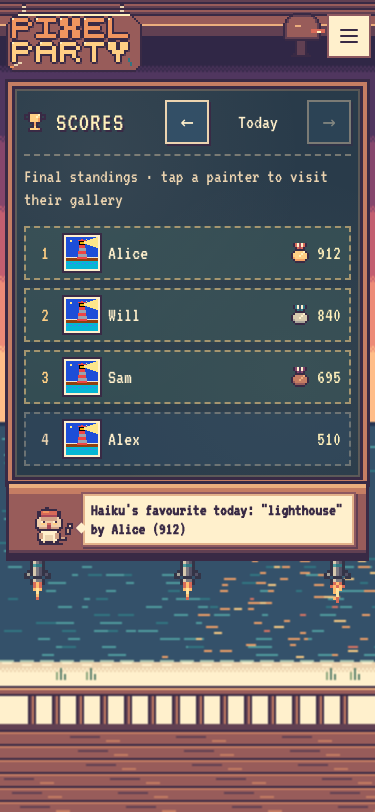 PIXEL
PARTY
SCORES
← Today →
Final standings · tap a painter to visit
their gallery
1 Alice 912
2 Will 840
3 Sam 695
4 Alex 510
Haiku's favourite today: "lighthouse"
by Alice (912)